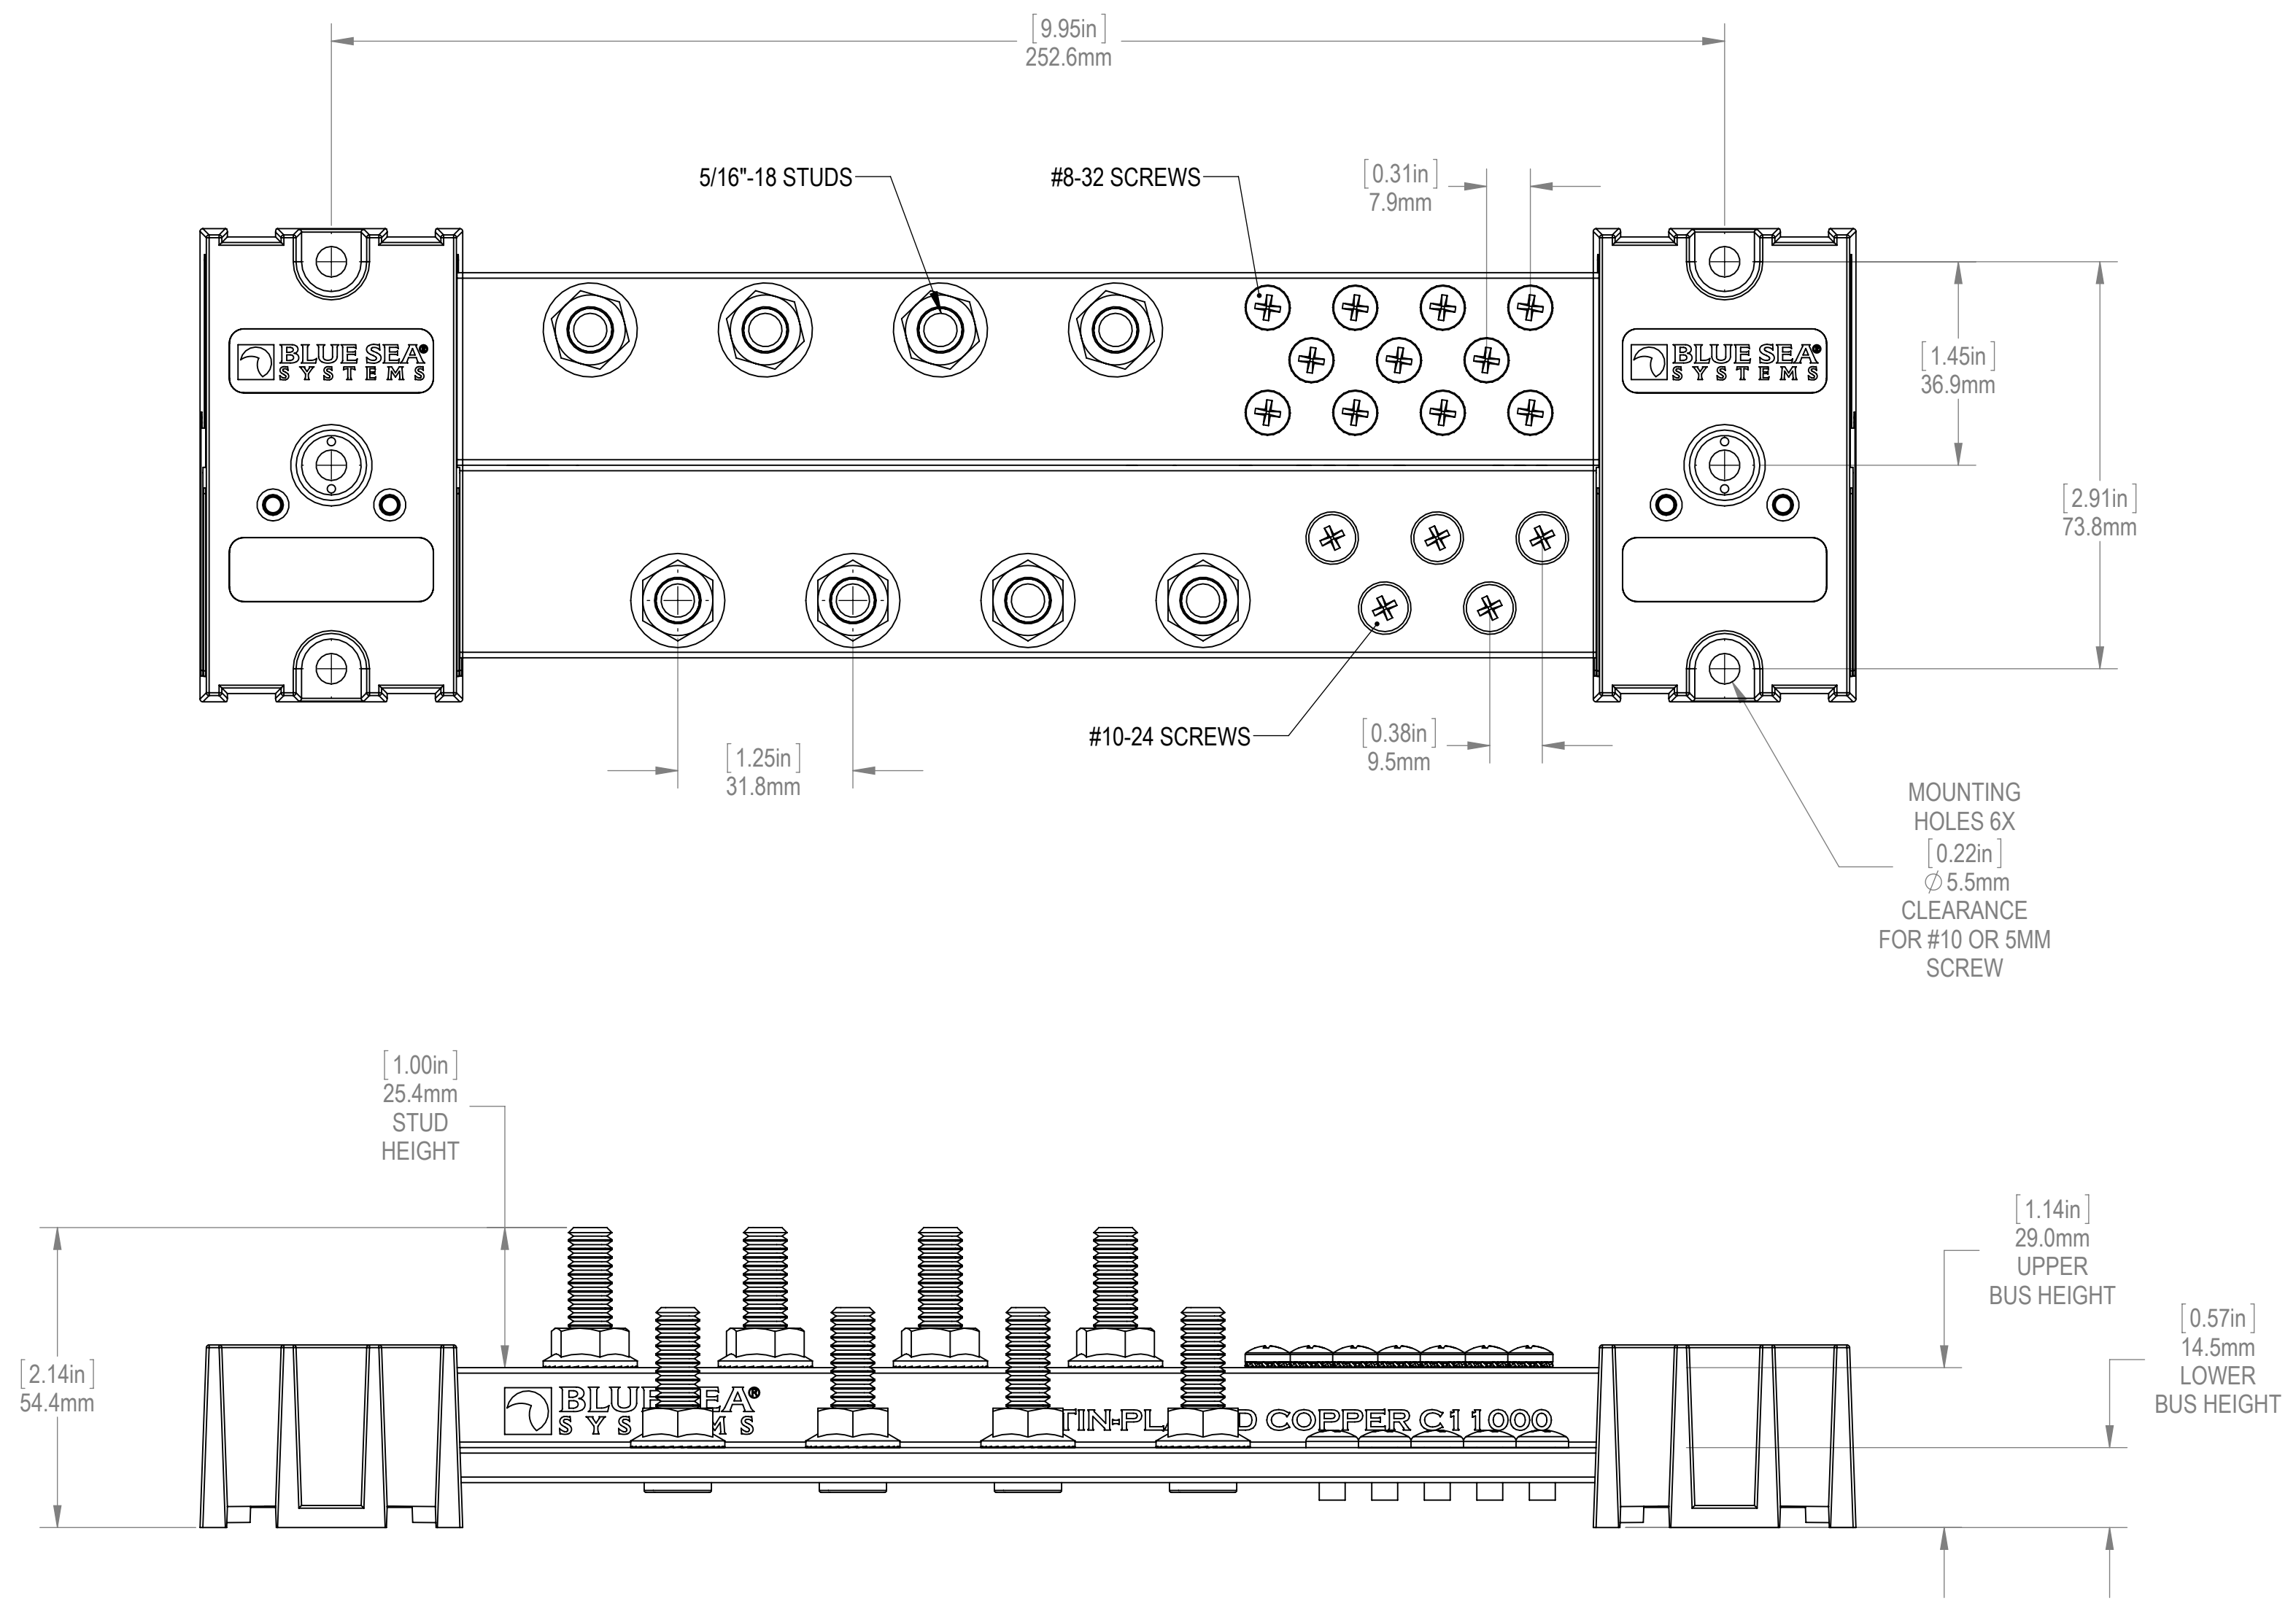 [9.95in]
252.6mm
5/16"-18 STUDS
#8-32 SCREWS
[0.31in]
7.9mm
BLUE SEA®
SYSTEMS
BLUE SEA®
SYSTEMS
[1.45in]
36.9mm
[2.91in]
73.8mm
#10-24 SCREWS
[0.38in]
9.5mm
[1.25in]
31.8mm
MOUNTING
HOLES 6X
[0.22in]
∅5.5mm
CLEARANCE
FOR #10 OR 5MM
SCREW
[1.00in]
25.4mm
STUD
HEIGHT
[1.14in]
29.0mm
UPPER
BUS HEIGHT
[0.57in]
14.5mm
LOWER
BUS HEIGHT
[2.14in]
54.4mm
COPPER C11000